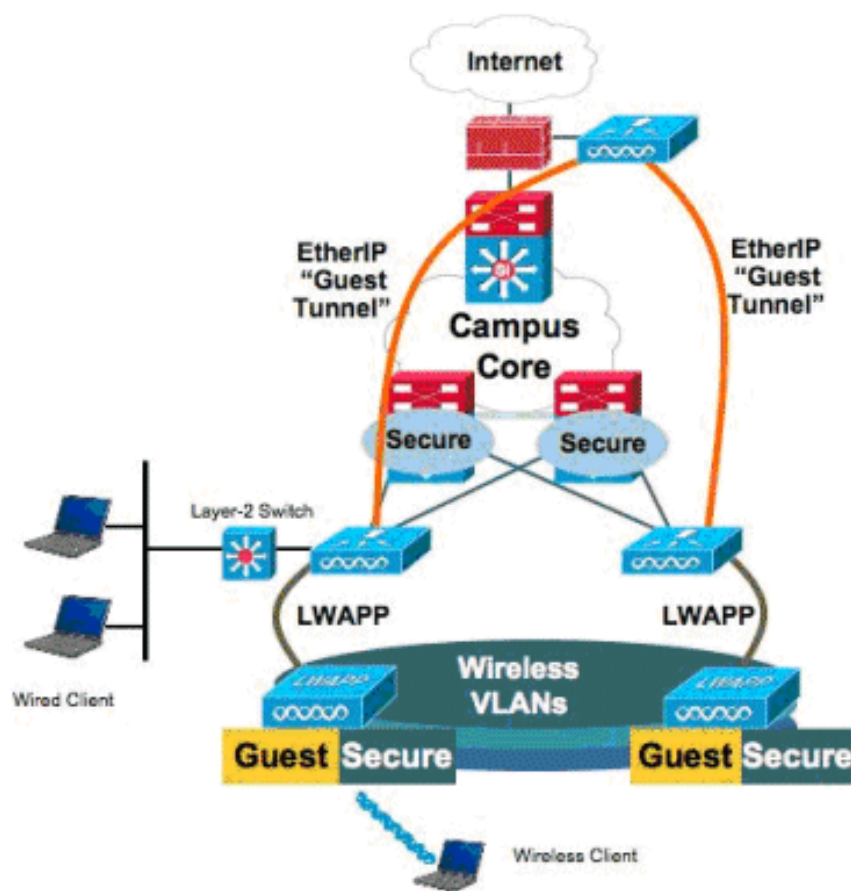 Internet
EtherIP
"Guest
Tunnel"
EtherIP
"Guest
Tunnel"
SI
Campus
Core
Secure
Secure
Layer-2 Switch
LWAPP
LWAPP
Wired Client
Wireless
VLANs
LWAPP
LWAPP
Guest Secure
Guest Secure
Wireless Client